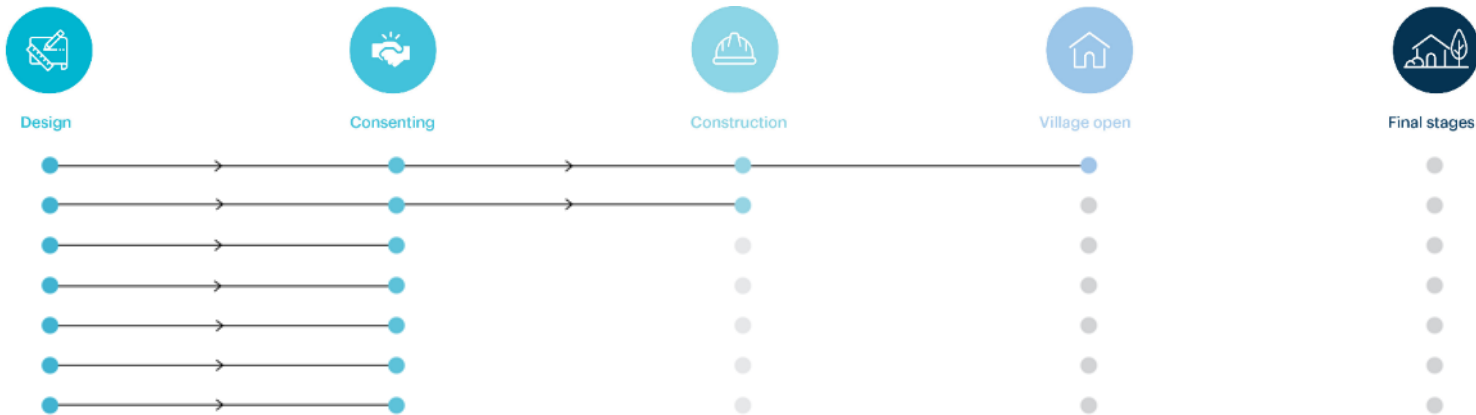 Design
Consenting
Construction
Village open
Final stages